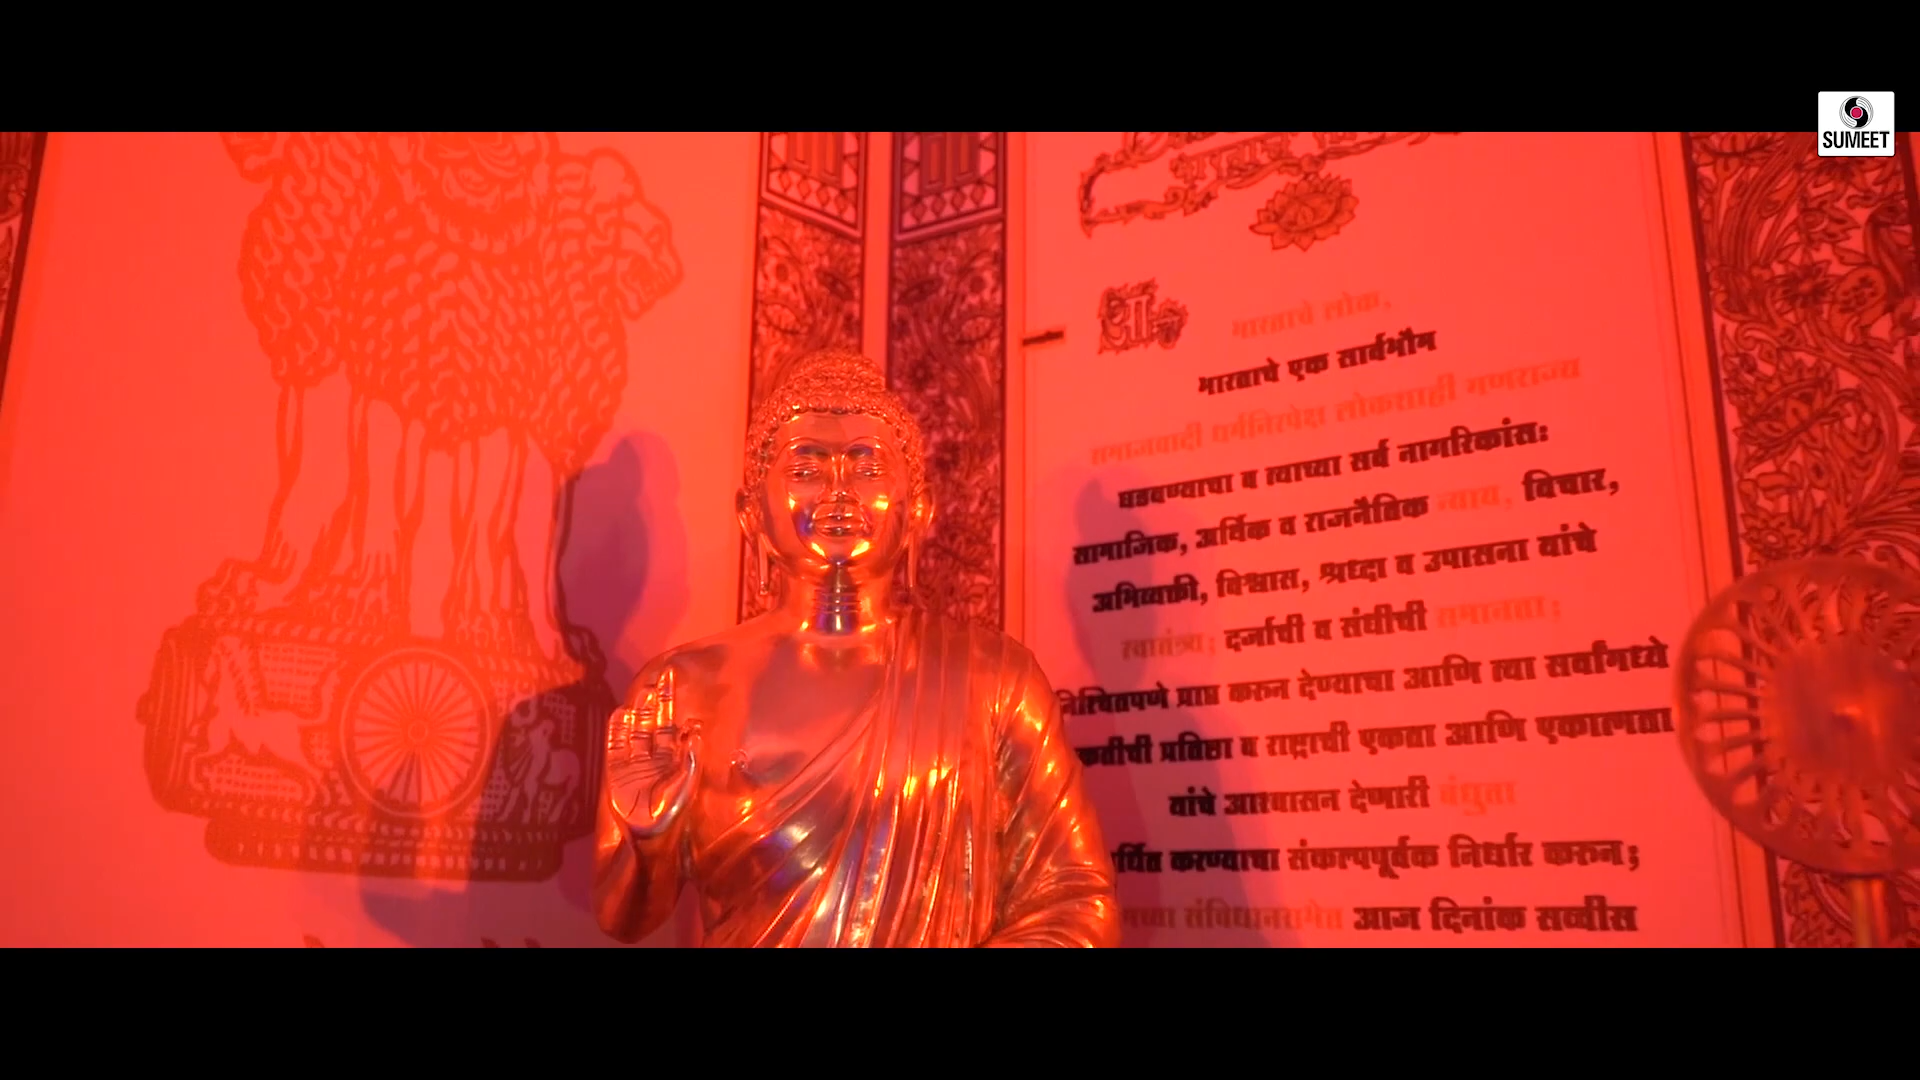 SUMEET
भारताचे लोक,
भारताचे एक सार्वभौम
समाजवादी धर्मनिरपेक्ष लोकशाही गणराज्य
घडवण्याचा व त्याच्या सर्व नागरिकांस:
सामाजिक, आर्थिक व राजनैतिक न्याय, विचार,
अभिव्यक्ती, विश्वास, श्रध्दा व उपासना यांचे
स्वातंत्र्य; दर्जाची व संधीची समानता;
निश्चितपणे प्राप्त करुन देण्याचा आणि त्या सर्वांमध्ये
प्रतिष्ठा व राष्ट्राची एकता आणि एकात्मता
यांचे आश्वासन देणारी बंधुता
करण्याचा संकल्पपूर्वक निर्धार करुन;
आज दिनांक सव्वीस